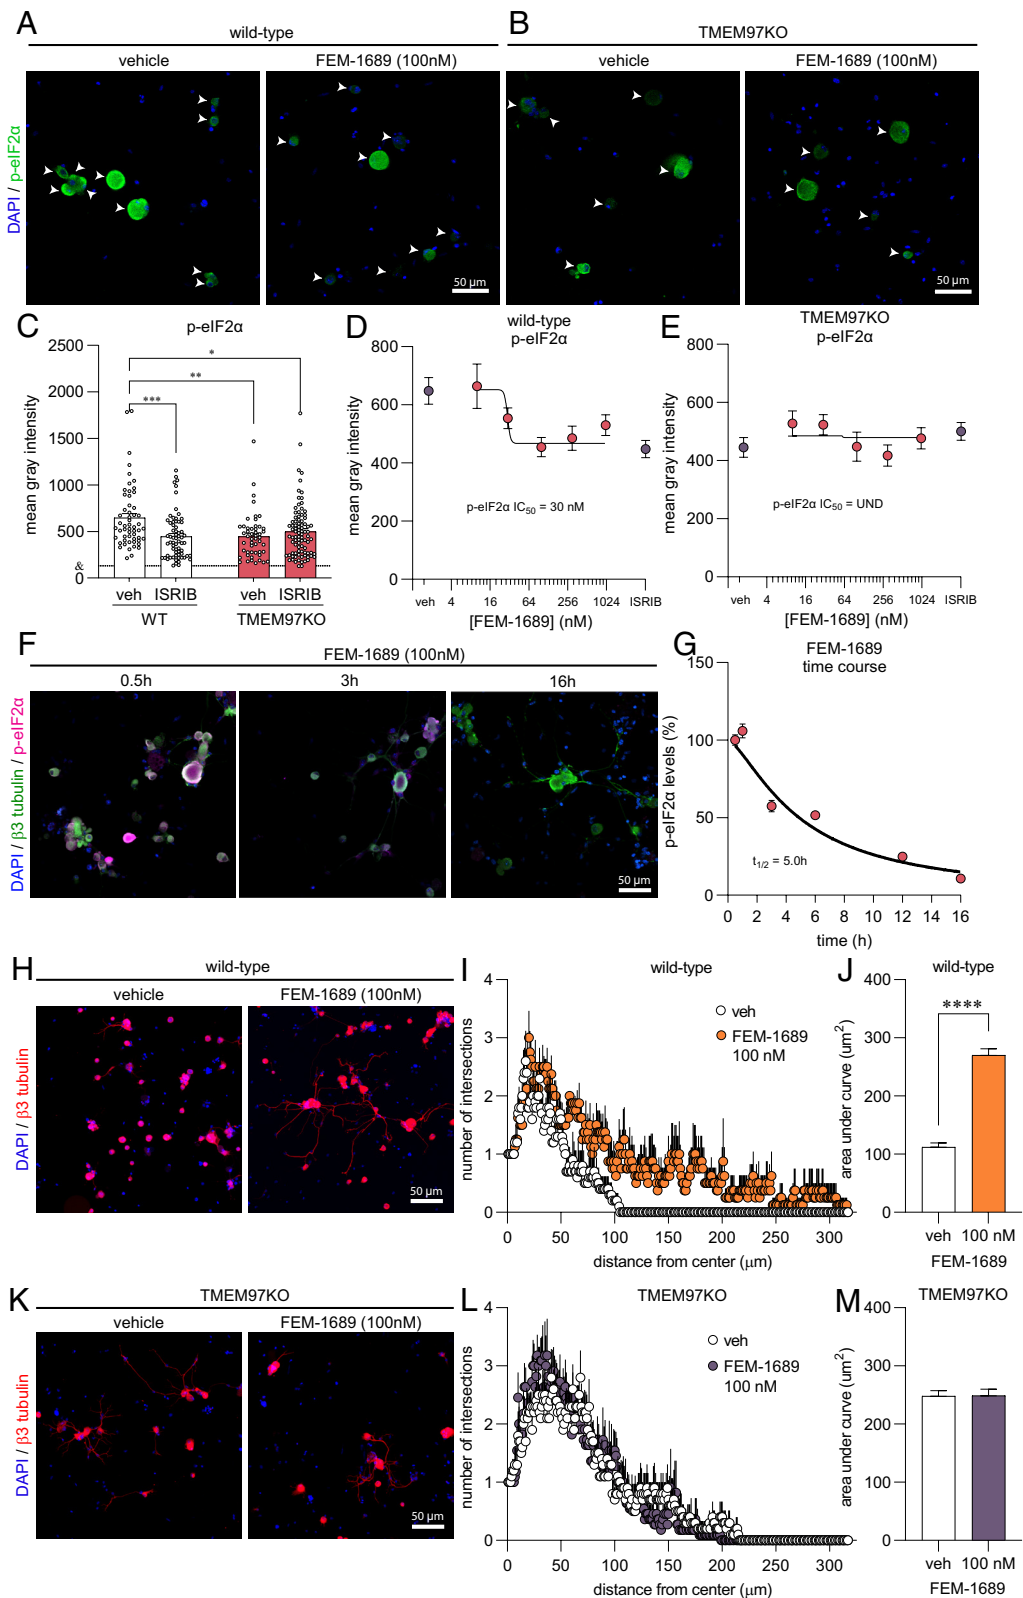 A
wild-type
vehicle
FEM-1689 (100nM)
B
TMEM97KO
vehicle
FEM-1689 (100nM)
DAPI / p-eIF2α
50 µm
50 µm
C
p-eIF2α
mean gray intensity
2500
2000
1500
1000
500
0
&
*
**
***
veh
ISRIB
veh
ISRIB
WT
TMEM97KO
D
wild-type
p-eIF2α
mean gray intensity
800
600
400
200
0
p-eIF2α IC50 = 30 nM
veh
4
16
64
256
1024
ISRIB
[FEM-1689] (nM)
E
TMEM97KO
p-eIF2α
mean gray intensity
800
600
400
200
0
p-eIF2α IC50 = UND
veh
4
16
64
256
1024
ISRIB
[FEM-1689] (nM)
F
FEM-1689 (100nM)
0.5h
3h
16h
DAPI / β3 tubulin / p-eIF2α
50 µm
G
FEM-1689
time course
p-eIF2α levels (%)
150
100
50
0
t1/2 = 5.0h
0
2
4
6
8
10
12
14
16
time (h)
H
wild-type
vehicle
FEM-1689 (100nM)
DAPI / β3 tubulin
50 µm
I
wild-type
number of intersections
4
3
2
1
0
veh
FEM-1689
100 nM
0
50
100
150
200
250
300
distance from center (µm)
J
wild-type
area under curve (um2)
400
300
200
100
0
****
veh
100 nM
FEM-1689
K
TMEM97KO
vehicle
FEM-1689 (100nM)
DAPI / β3 tubulin
50 µm
L
TMEM97KO
number of intersections
4
3
2
1
0
veh
FEM-1689
100 nM
0
50
100
150
200
250
300
distance from center (µm)
M
TMEM97KO
area under curve (um2)
400
300
200
100
0
veh
100 nM
FEM-1689